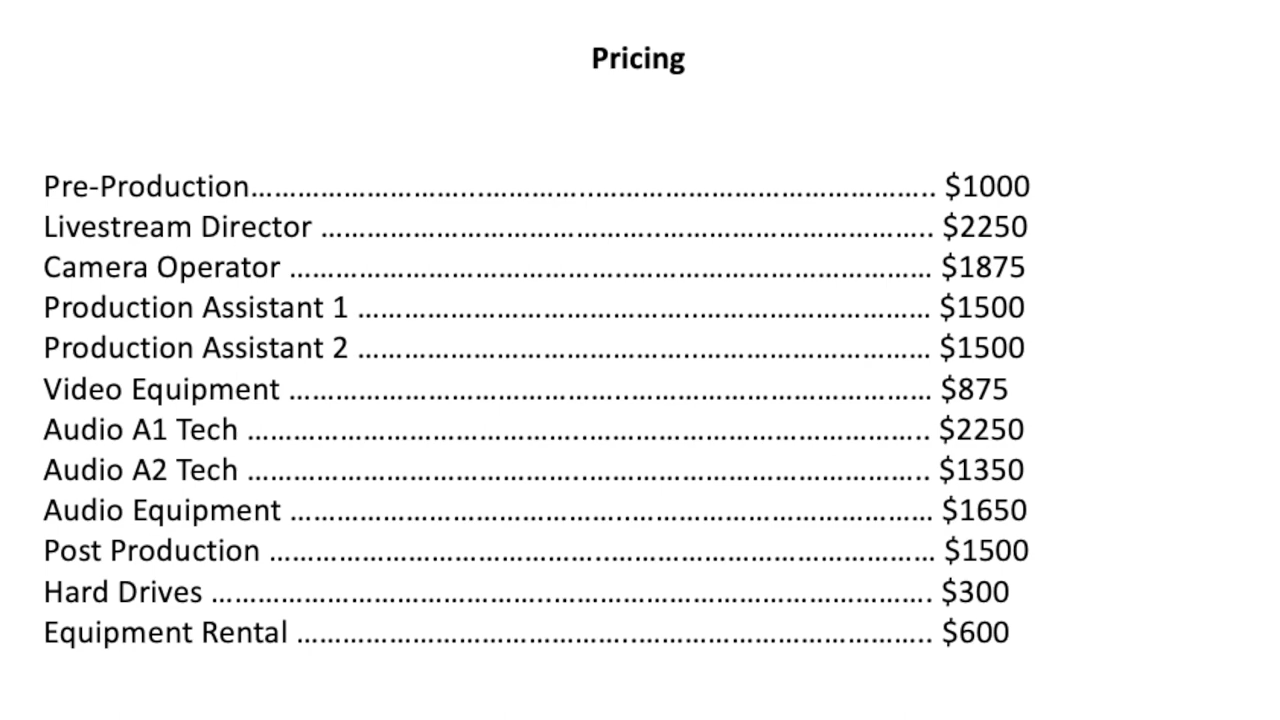 Pricing
Pre-Production……………………….…………..……………………………………….. $1000
Livestream Director ……………………………………..…………………………….. $2250
Camera Operator ………………………………………..………………………………… $1875
Production Assistant 1 ……………………………………..………………………… $1500
Production Assistant 2 ……………………………………..………………………… $1500
Video Equipment ………………………………………..………………………………… $875
Audio A1 Tech ……………………………………..…………………………………….. $2250
Audio A2 Tech ……………………………………..…………………………………….. $1350
Audio Equipment ………………………………………..………………………………… $1650
Post Production ………………………………………..………………………………… $1500
Hard Drives ……………………………………..………………………………………. $300
Equipment Rental ……………………………………..……………………………….. $600